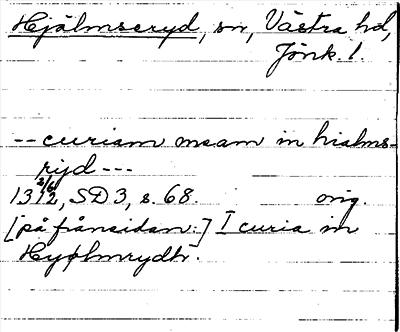 Hjälmseryd, sn, Västra hd,
Jönk. l.
-- curiam meam in hialms-
ryd ---
13 2/6 12, SD 3, s. 68. orig.
[på frånsidan:] I curia in
Hyølmrydh.